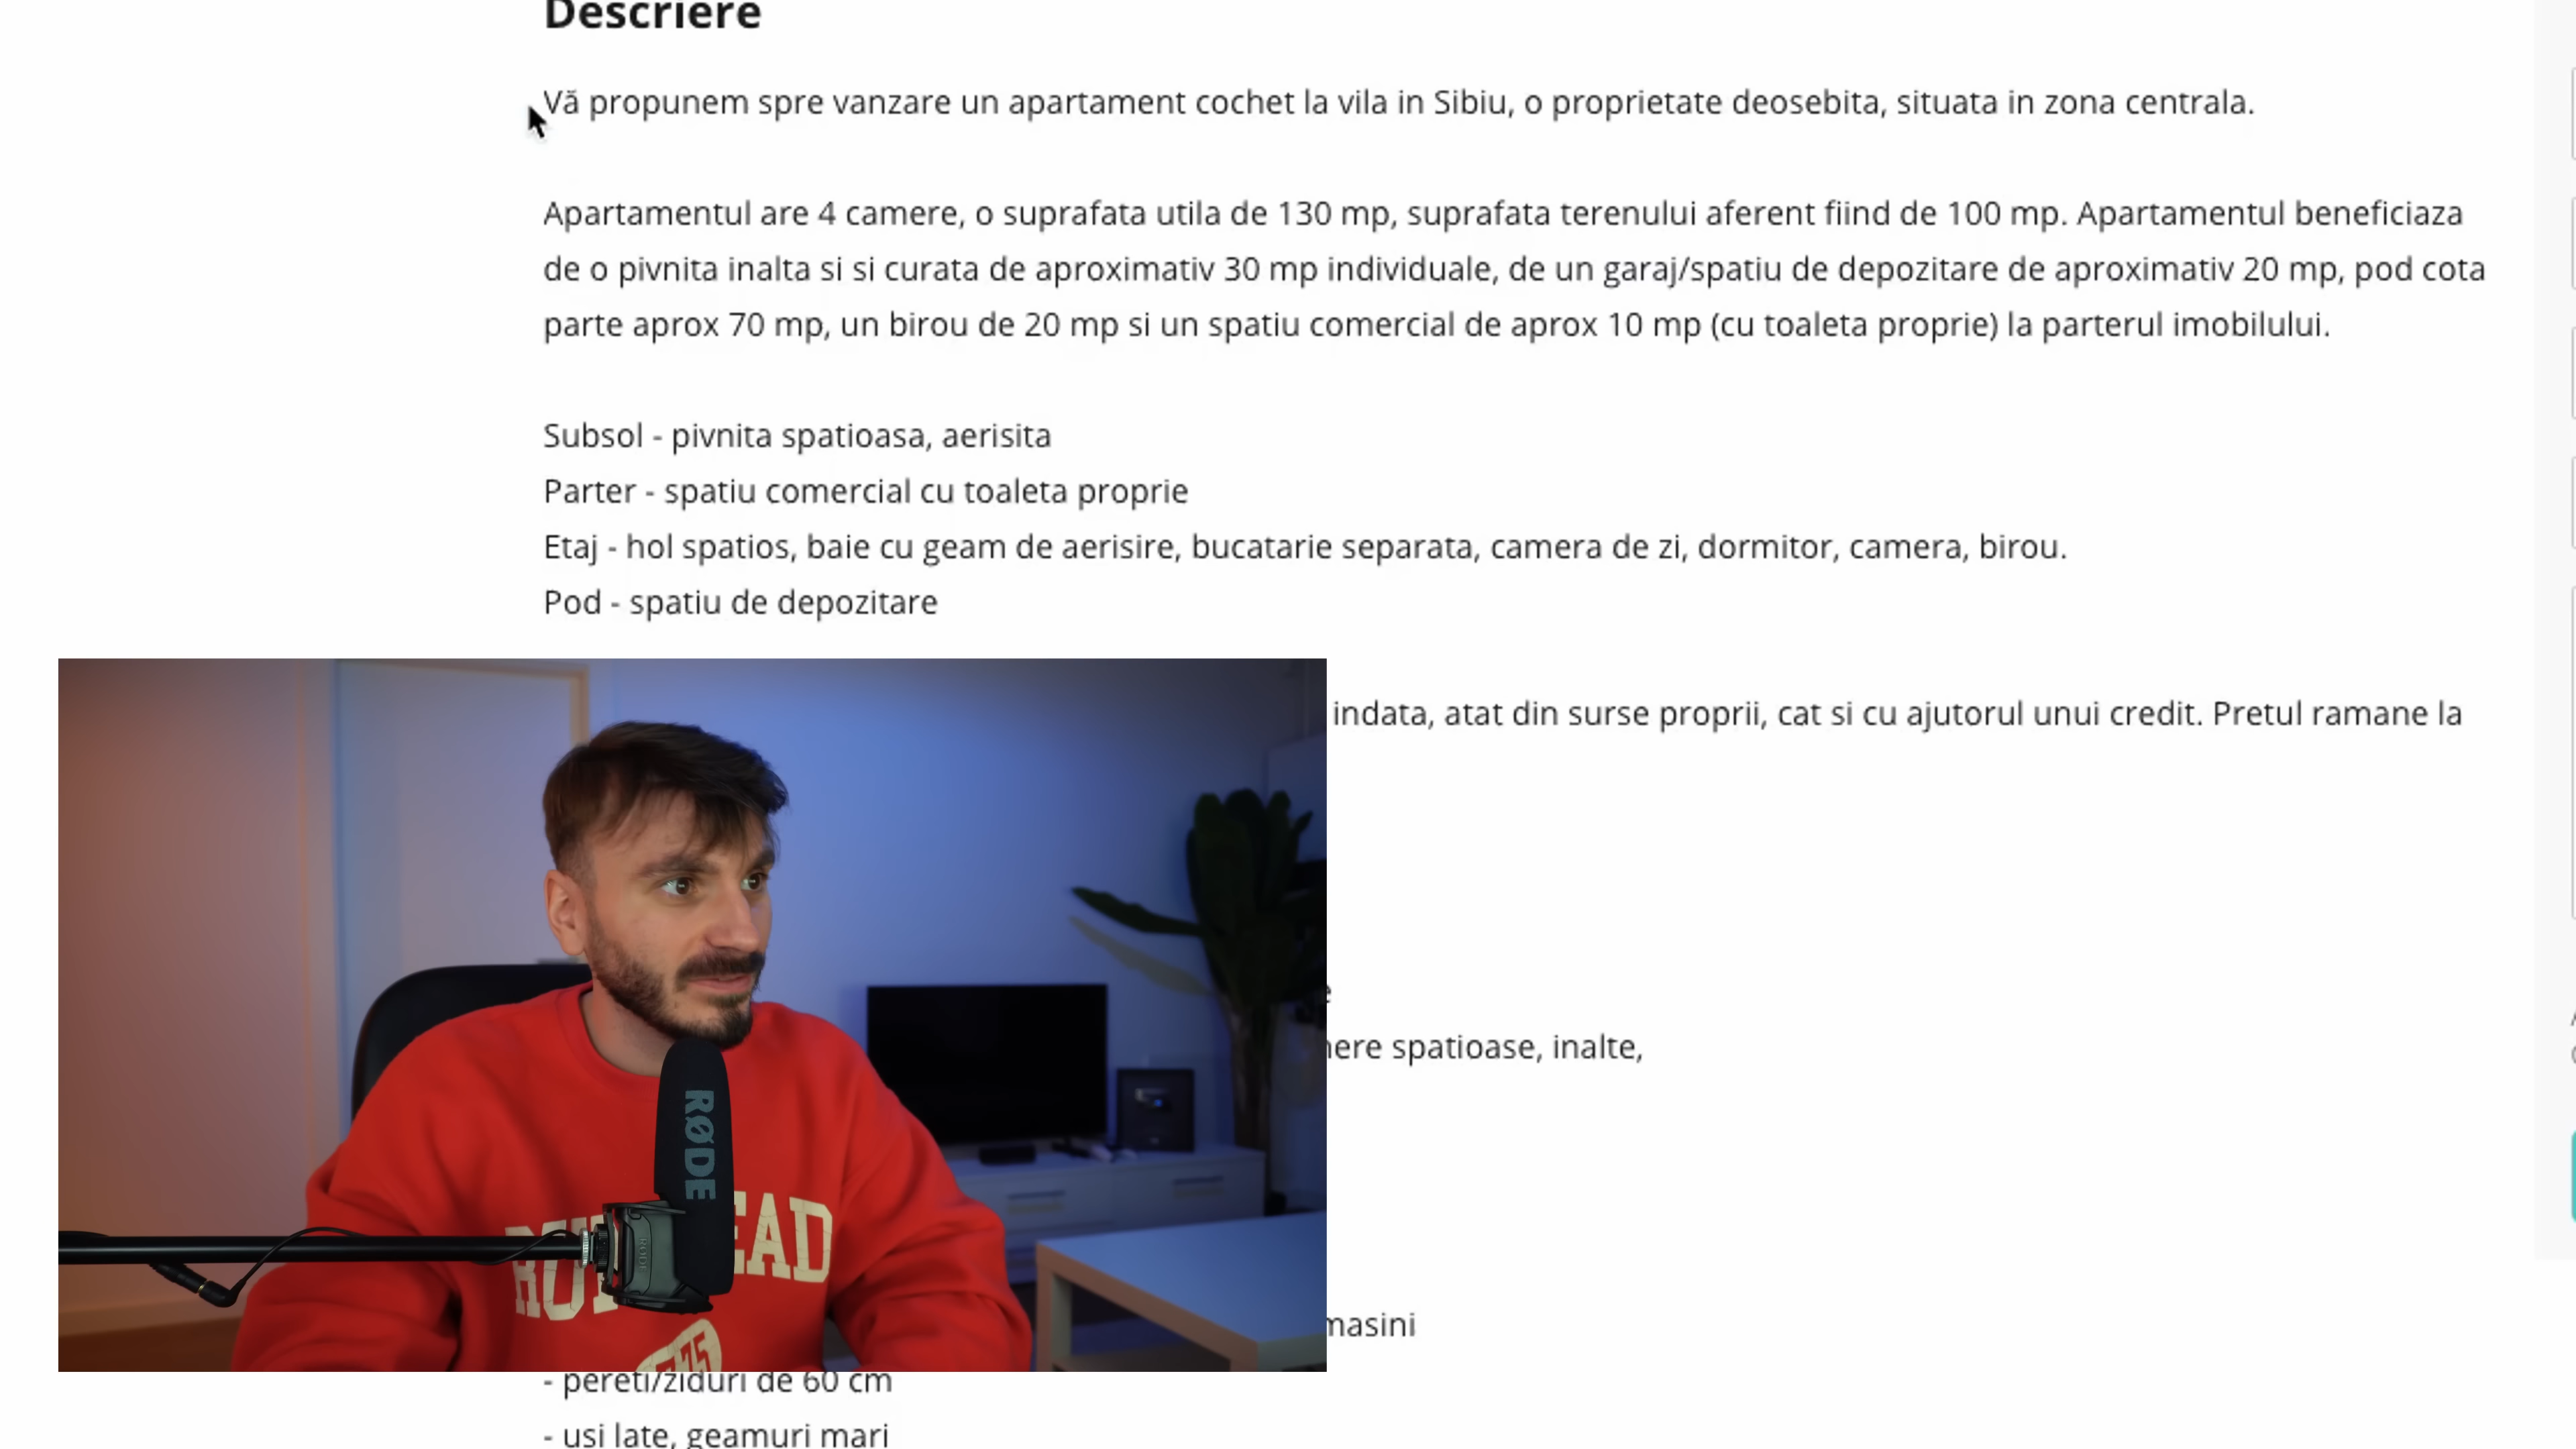 Descriere
Vă propunem spre vanzare un apartament cochet la vila in Sibiu, o proprietate deosebita, situata in zona centrala.
Apartamentul are 4 camere, o suprafata utila de 130 mp, suprafata terenului aferent fiind de 100 mp. Apartamentul beneficiaza
de o pivnita inalta si si curata de aproximativ 30 mp individuale, de un garaj/spatiu de depozitare de aproximativ 20 mp, pod cota
parte aprox 70 mp, un birou de 20 mp si un spatiu comercial de aprox 10 mp (cu toaleta proprie) la parterul imobilului.
Subsol - pivnita spatioasa, aerisita
Parter - spatiu comercial cu toaleta proprie
Etaj - hol spatios, baie cu geam de aerisire, bucatarie separata, camera de zi, dormitor, camera, birou.
Pod - spatiu de depozitare
indata, atat din surse proprii, cat si cu ajutorul unui credit. Pretul ramane la
spatioase, inalte,
masini
- pereti/ziduri de 60 cm
- usi late, geamuri mari
RØDE